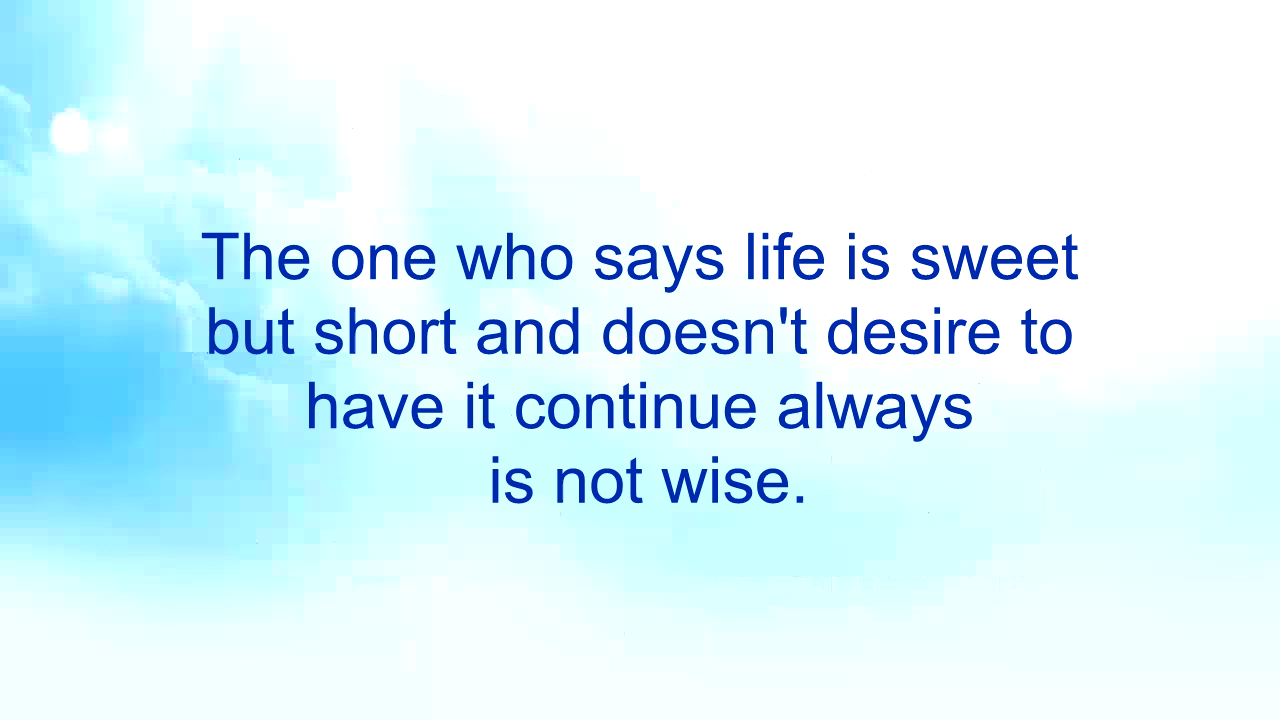 The one who says life is sweet
but short and doesn't desire to
have it continue always
is not wise.